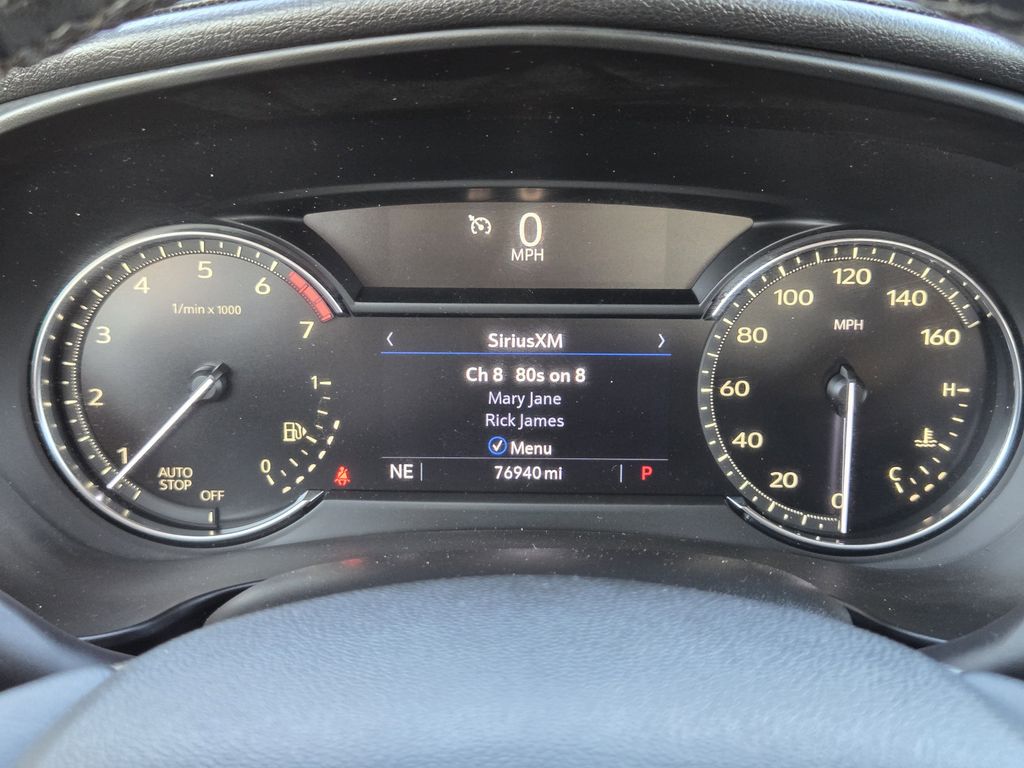 0
MPH
1/min x 1000
1
2
3
4
5
6
7
AUTO
STOP
OFF
1
0
‹ SiriusXM ›
Ch 8 80s on 8
Mary Jane
Rick James
Menu
NE 76940 mi P
MPH
0
20
40
60
80
100
120
140
160
H
C